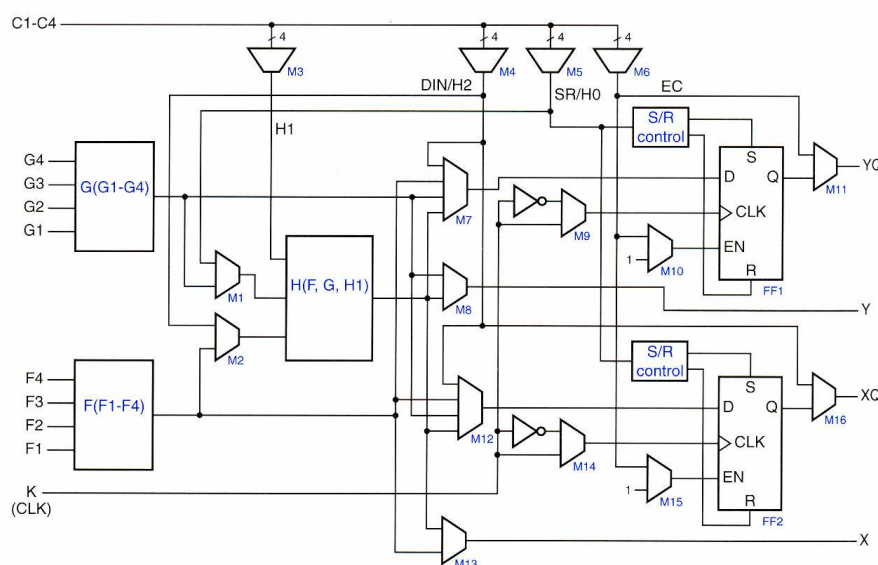 C1-C4
4
4
4
4
M3
M4
M5
M6
DIN/H2
SR/H0
EC
H1
S/R
control
S
D
Q
CLK
EN
R
FF1
YQ
M11
G4
G3
G2
G1
G(G1-G4)
M7
M9
1
M10
M1
H(F, G, H1)
M8
Y
M2
S/R
control
S
D
Q
CLK
EN
R
FF2
XQ
M16
F4
F3
F2
F1
F(F1-F4)
M12
M14
1
M15
K
(CLK)
M13
X